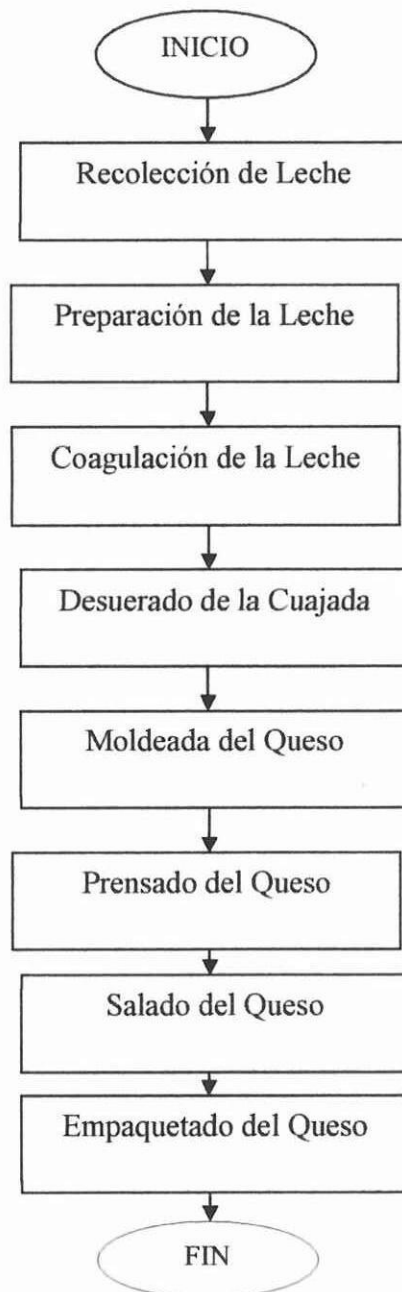 INICIO
Recolección de Leche
Preparación de la Leche
Coagulación de la Leche
Desuerado de la Cuajada
Moldeada del Queso
Prensado del Queso
Salado del Queso
Empaquetado del Queso
FIN